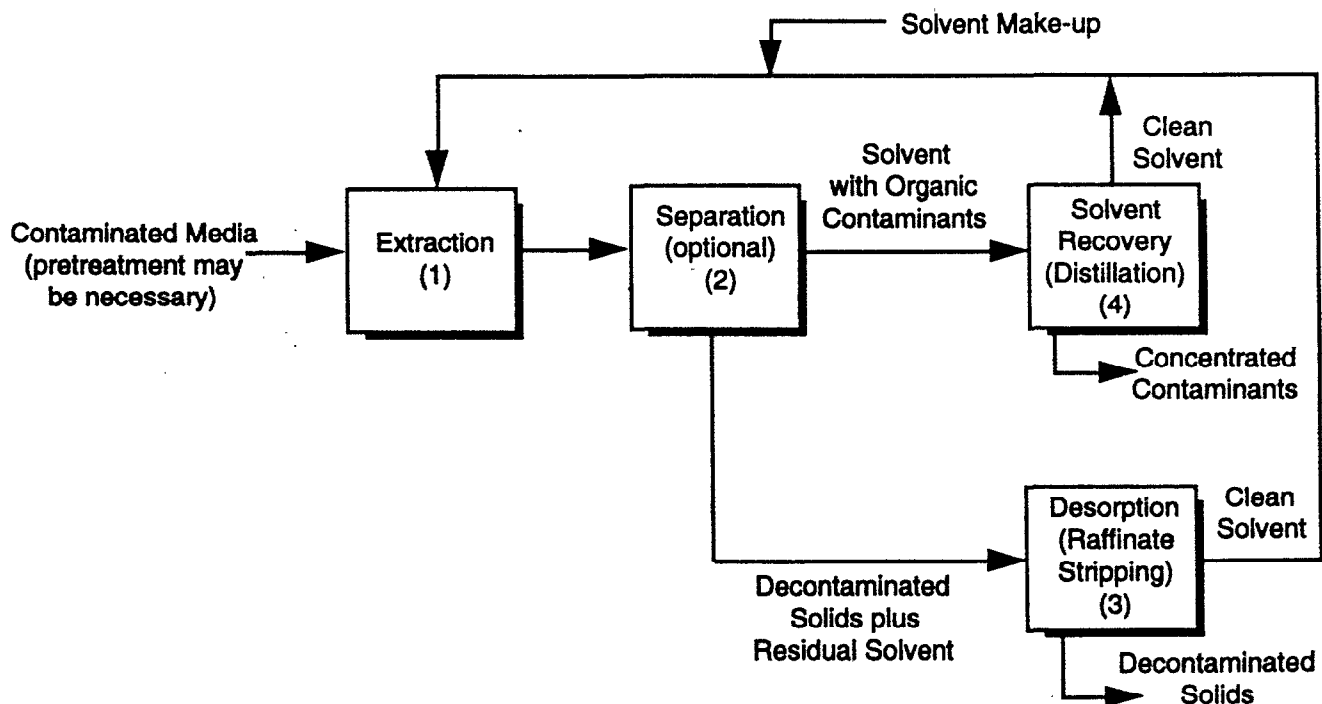 Solvent Make-up
Clean
Solvent
Solvent
with Organic
Contaminants
Contaminated Media
(pretreatment may
be necessary)
Extraction
(1)
Separation
(optional)
(2)
Solvent
Recovery
(Distillation)
(4)
Concentrated
Contaminants
Desorption
(Raffinate
Stripping)
(3)
Clean
Solvent
Decontaminated
Solids plus
Residual Solvent
Decontaminated
Solids